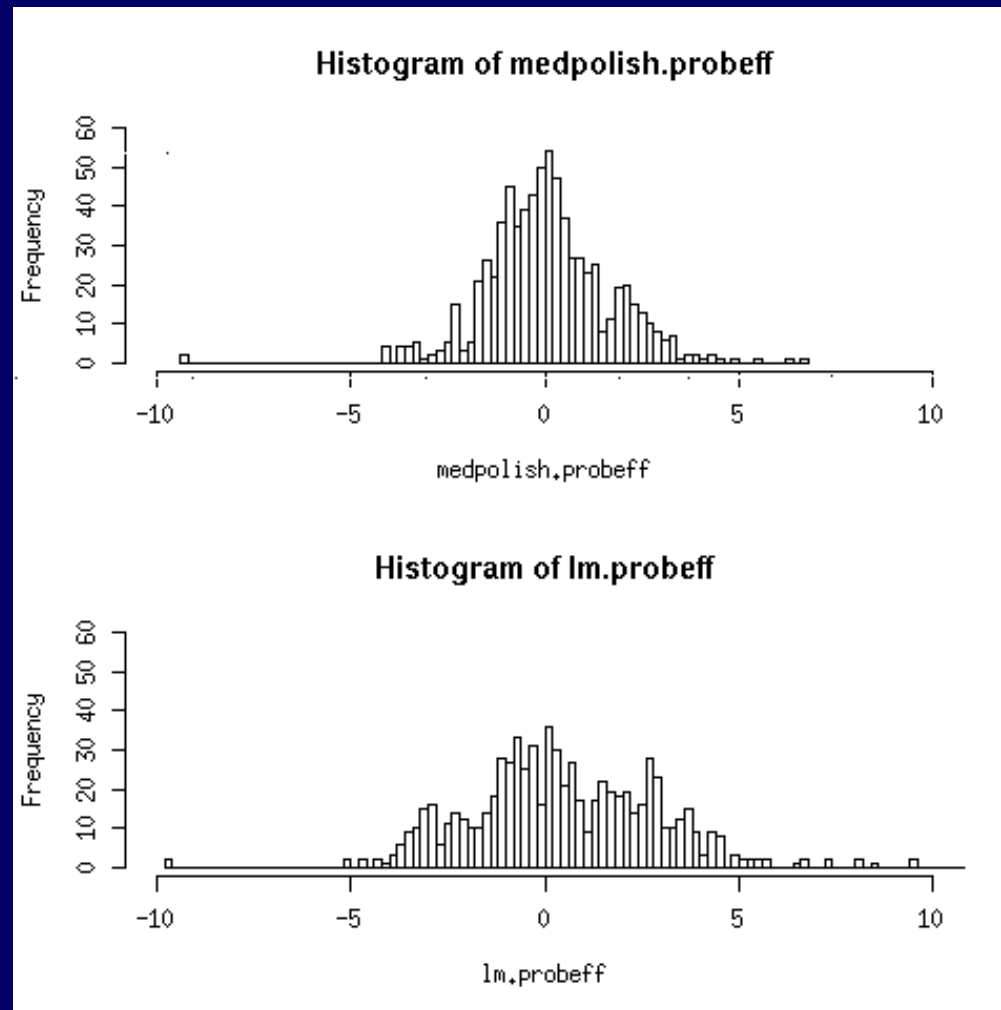 Histogram of medpolish.probeff
Frequency
60
50
40
30
20
10
0
-10 -5 0 5 10
medpolish.probeff
Histogram of lm.probeff
Frequency
60
50
40
30
20
10
0
-10 -5 0 5 10
lm.probeff